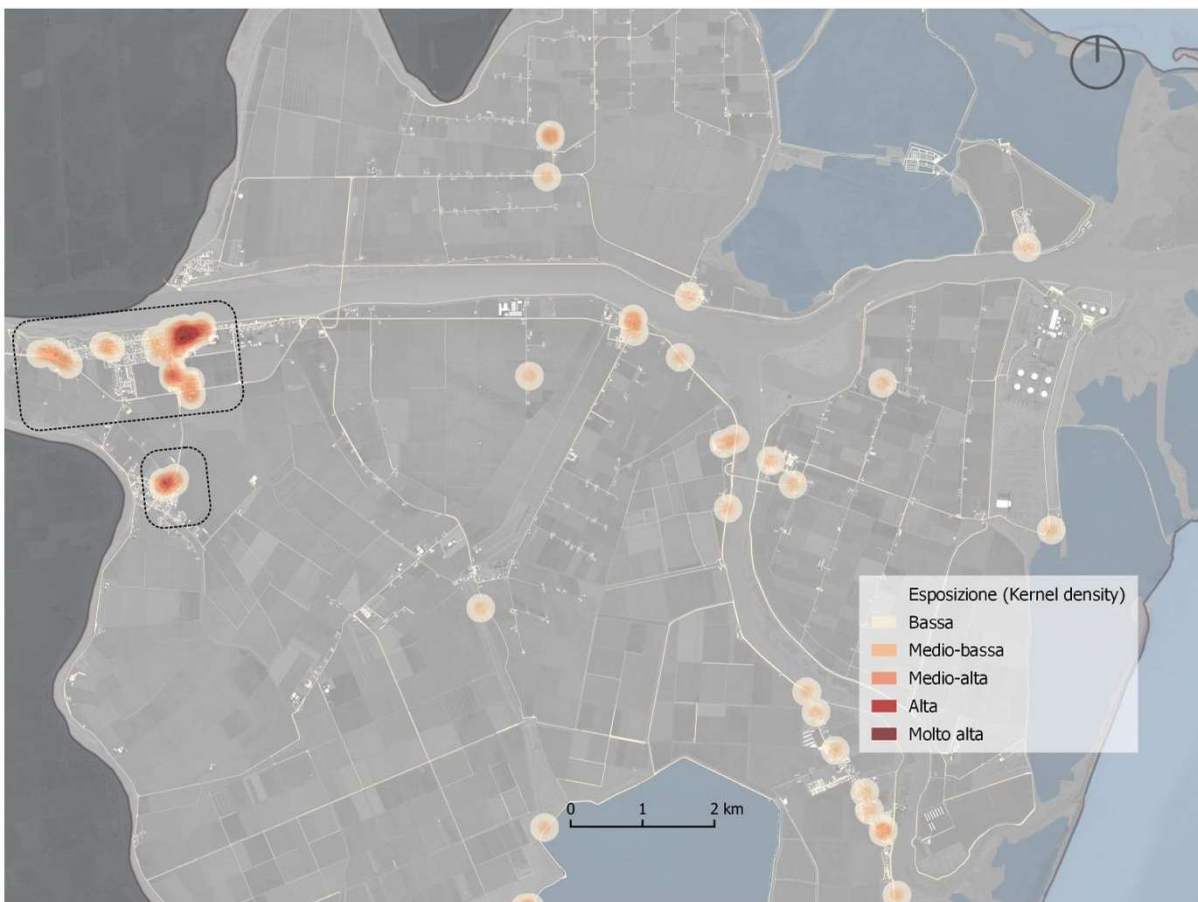 Esposizione (Kernel density)
Bassa
Medio-bassa
Medio-alta
Alta
Molto alta
0 1 2 km